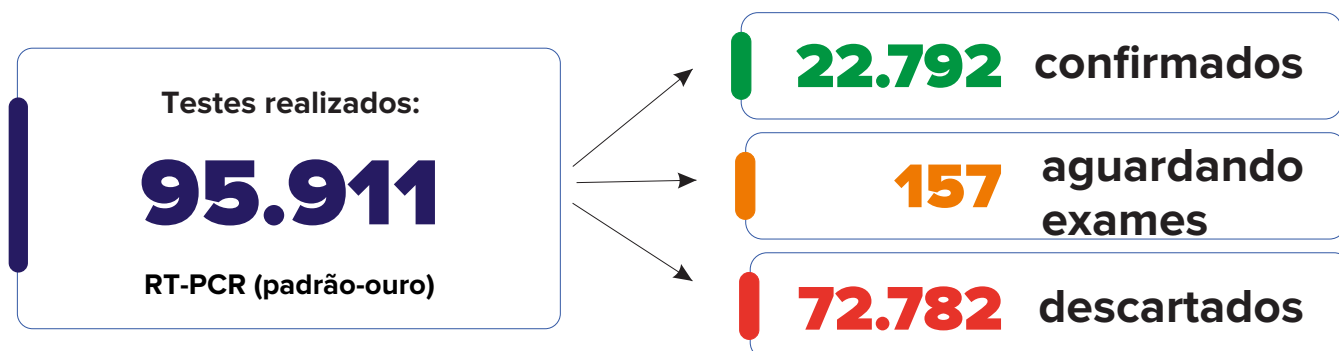 Testes realizados:
95.911
RT-PCR (padrão-ouro)
22.792 confirmados
157 aguardando
exames
72.782 descartados